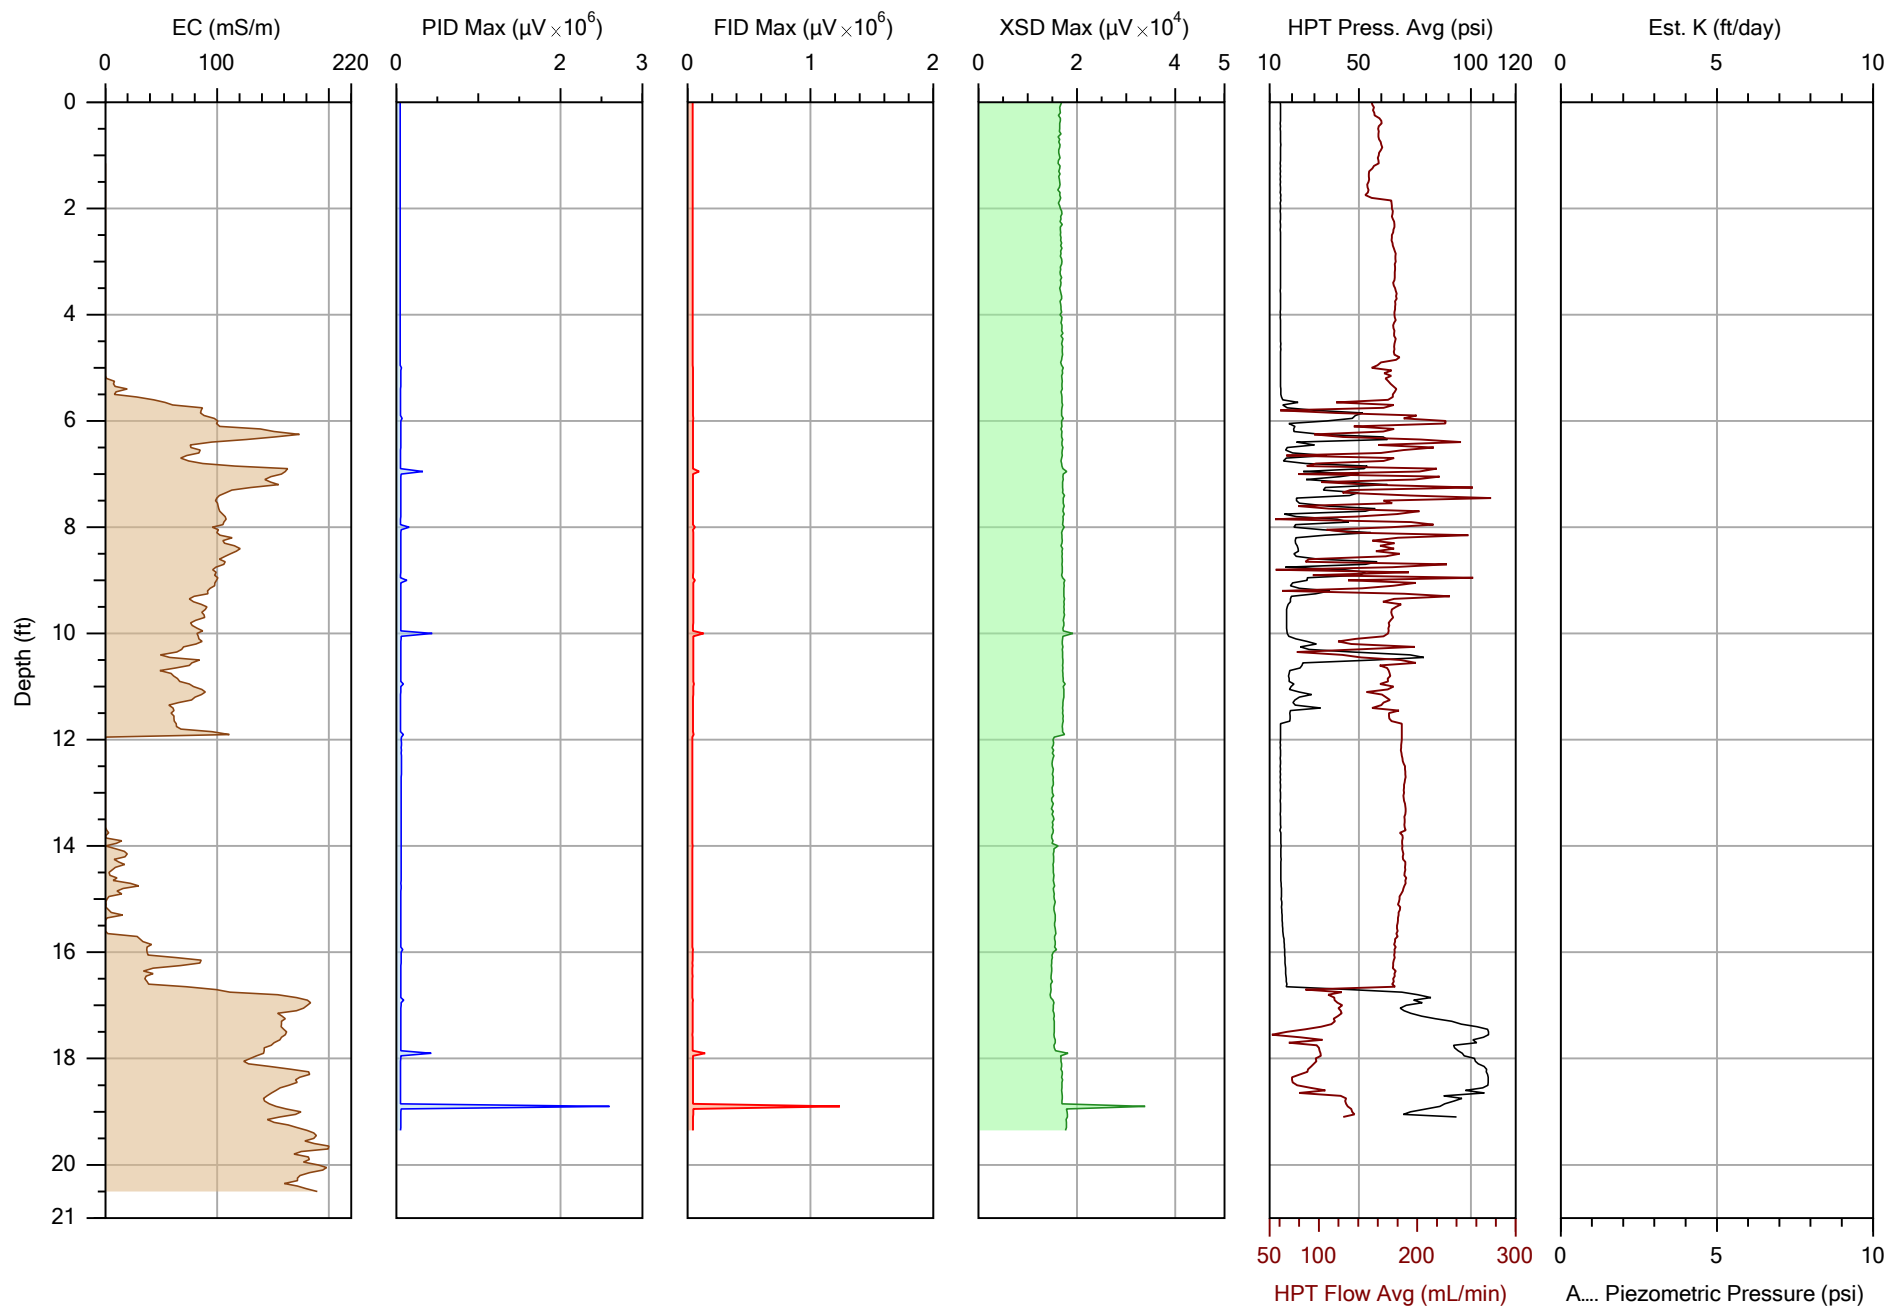 EC (mS/m) PID Max (µV ×10⁶) FID Max (µV ×10⁶) XSD Max (µV ×10⁴) HPT Press. Avg (psi) Est. K (ft/day)
0 100 220 0 2 3 0 1 2 0 2 4 5 10 50 100 120 0 5 10
0
2
4
6
8
10
12
14
16
18
20
21
Depth (ft)
50 100 200 300 0 5 10
HPT Flow Avg (mL/min) A.... Piezometric Pressure (psi)